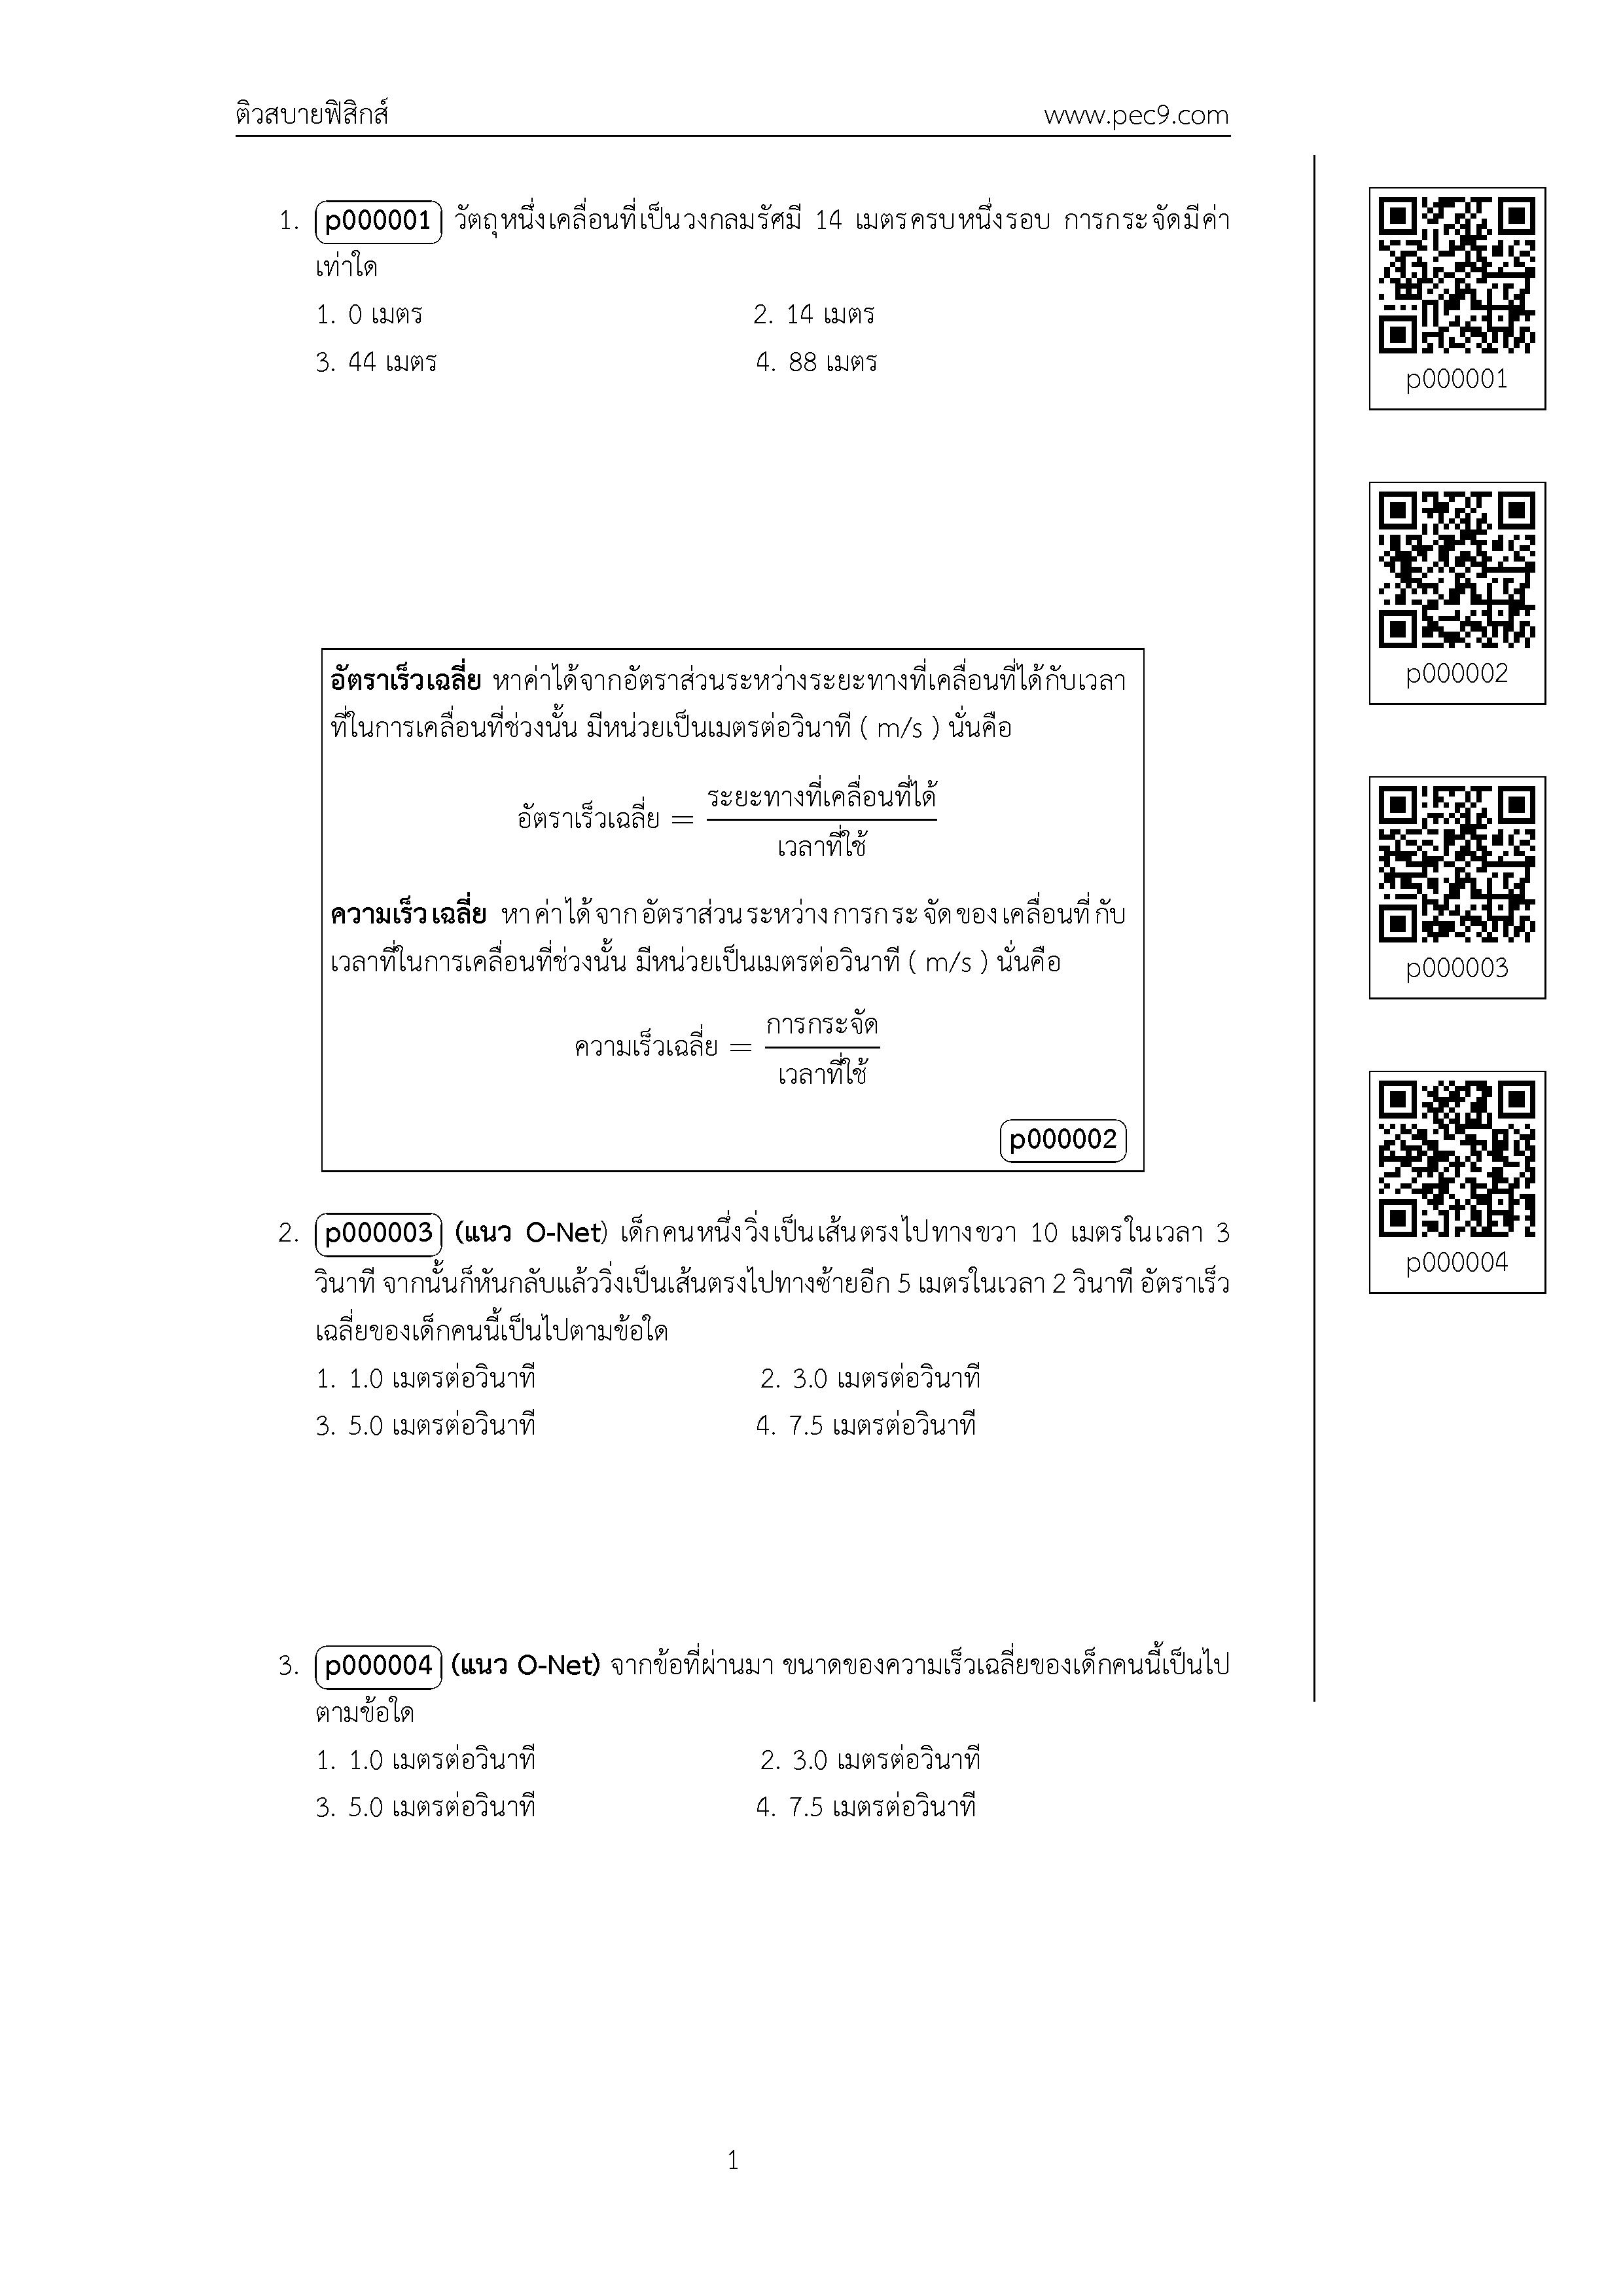 ติวสบายฟิสิกส์ www.pec9.com
1. p000001 วัตถุหนึ่งเคลื่อนที่เป็นวงกลมรัศมี 14 เมตรครบหนึ่งรอบ การกระจัดมีค่า
เท่าใด
1. 0 เมตร 2. 14 เมตร
3. 44 เมตร 4. 88 เมตร
p000001
p000002
อัตราเร็วเฉลี่ย หาค่าได้จากอัตราส่วนระหว่างระยะทางที่เคลื่อนที่ได้กับเวลา
ที่ในการเคลื่อนที่ช่วงนั้น มีหน่วยเป็นเมตรต่อวินาที ( m/s ) นั่นคือ
อัตราเร็วเฉลี่ย = ระยะทางที่เคลื่อนที่ได้
เวลาที่ใช้
ความเร็วเฉลี่ย หาค่าได้จากอัตราส่วนระหว่างการกระจัดของเคลื่อนที่กับ
เวลาที่ในการเคลื่อนที่ช่วงนั้น มีหน่วยเป็นเมตรต่อวินาที ( m/s ) นั่นคือ
ความเร็วเฉลี่ย = การกระจัด
เวลาที่ใช้
p000002
p000003
2. p000003 (แนว O-Net) เด็กคนหนึ่งวิ่งเป็นเส้นตรงไปทางขวา 10 เมตรในเวลา 3
วินาที จากนั้นก็หันกลับแล้ววิ่งเป็นเส้นตรงไปทางซ้ายอีก 5 เมตรในเวลา 2 วินาที อัตราเร็ว
เฉลี่ยของเด็กคนนี้เป็นไปตามข้อใด
1. 1.0 เมตรต่อวินาที 2. 3.0 เมตรต่อวินาที
3. 5.0 เมตรต่อวินาที 4. 7.5 เมตรต่อวินาที
p000004
3. p000004 (แนว O-Net) จากข้อที่ผ่านมา ขนาดของความเร็วเฉลี่ยของเด็กคนนี้เป็นไป
ตามข้อใด
1. 1.0 เมตรต่อวินาที 2. 3.0 เมตรต่อวินาที
3. 5.0 เมตรต่อวินาที 4. 7.5 เมตรต่อวินาที
1